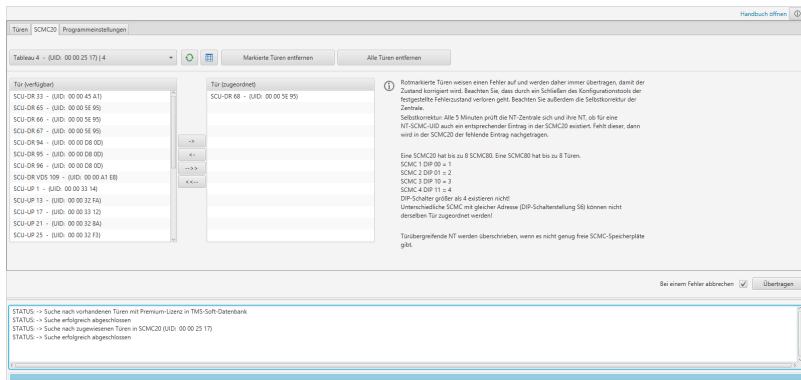 Handbuch öffnen
Türen SCMC20 Programmeinstellungen
Tableau 4 - (UID: 00 00 25 17) | 4
Markierte Türen entfernen
Alle Türen entfernen
Tür (verfügbar)
SCU-DR 33 - (UID: 00 00 45 A1)
SCU-DR 65 - (UID: 00 00 5E 95)
SCU-DR 66 - (UID: 00 00 5E 95)
SCU-DR 67 - (UID: 00 00 5E 95)
SCU-DR 94 - (UID: 00 00 D8 0D)
SCU-DR 95 - (UID: 00 00 D8 0D)
SCU-DR 96 - (UID: 00 00 D8 0D)
SCU-DR VDS 109 - (UID: 00 00 A1 E8)
SCU-UP 1 - (UID: 00 00 33 14)
SCU-UP 13 - (UID: 00 00 32 FA)
SCU-UP 17 - (UID: 00 00 33 12)
SCU-UP 21 - (UID: 00 00 32 8A)
SCU-UP 25 - (UID: 00 00 32 F3)
->
<-
-->>
<<--
Tür (zugeordnet)
SCU-DR 68 - (UID: 00 00 5E 95)
Rotmarkierte Türen weisen einen Fehler auf und werden daher immer übertragen, damit der
Zustand korrigiert wird. Beachten Sie, dass durch ein Schließen des Konfigurationstools der
festgestellte Fehlerzustand verloren geht. Beachten Sie außerdem die Selbstkorrektur der
Zentrale.
Selbstkorrektur: Alle 5 Minuten prüft die NT-Zentrale sich und ihre NT, ob für eine
NT-SCMC-UID auch ein entsprechender Eintrag in der SCMC20 existiert. Fehlt dieser, dann
wird in der SCMC20 der fehlende Eintrag nachgetragen.
Eine SCMC20 hat bis zu 8 SCMC80. Eine SCMC80 hat bis zu 8 Türen.
SCMC 1 DIP 00 = 1
SCMC 2 DIP 01 = 2
SCMC 3 DIP 10 = 3
SCMC 4 DIP 11 = 4
DIP-Schalter größer als 4 existieren nicht!
Unterschiedliche SCMC mit gleicher Adresse (DIP-Schalterstellung S6) können nicht
derselben Tür zugeordnet werden!
Türübergreifende NT werden überschrieben, wenn es nicht genug freie SCMC-Speicherpläte
gibt.
Bei einem Fehler abbrechen
Übertragen
STATUS: -> Suche nach vorhandenen Türen mit Premium-Lizenz in TMS-Soft-Datenbank
STATUS: -> Suche erfolgreich abgeschlossen
STATUS: -> Suche nach zugewiesenen Türen in SCMC20 (UID: 00 00 25 17)
STATUS: -> Suche erfolgreich abgeschlossen